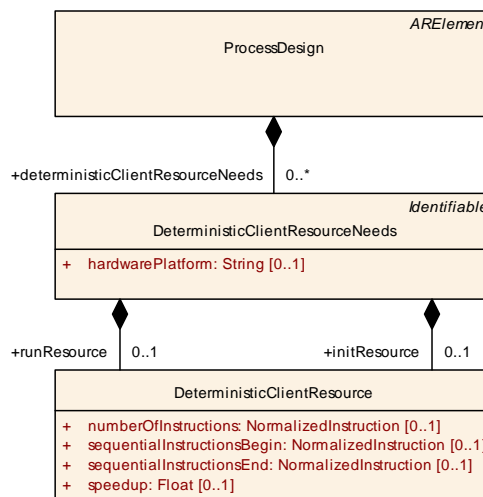 ARElemen
ProcessDesign
+deterministicClientResourceNeeds 0..*
Identifiable
DeterministicClientResourceNeeds
+ hardwarePlatform: String [0..1]
+runResource 0..1 +initResource 0..1
DeterministicClientResource
+ numberOfInstructions: NormalizedInstruction [0..1]
+ sequentialInstructionsBegin: NormalizedInstruction [0..1]
+ sequentialInstructionsEnd: NormalizedInstruction [0..1]
+ speedup: Float [0..1]